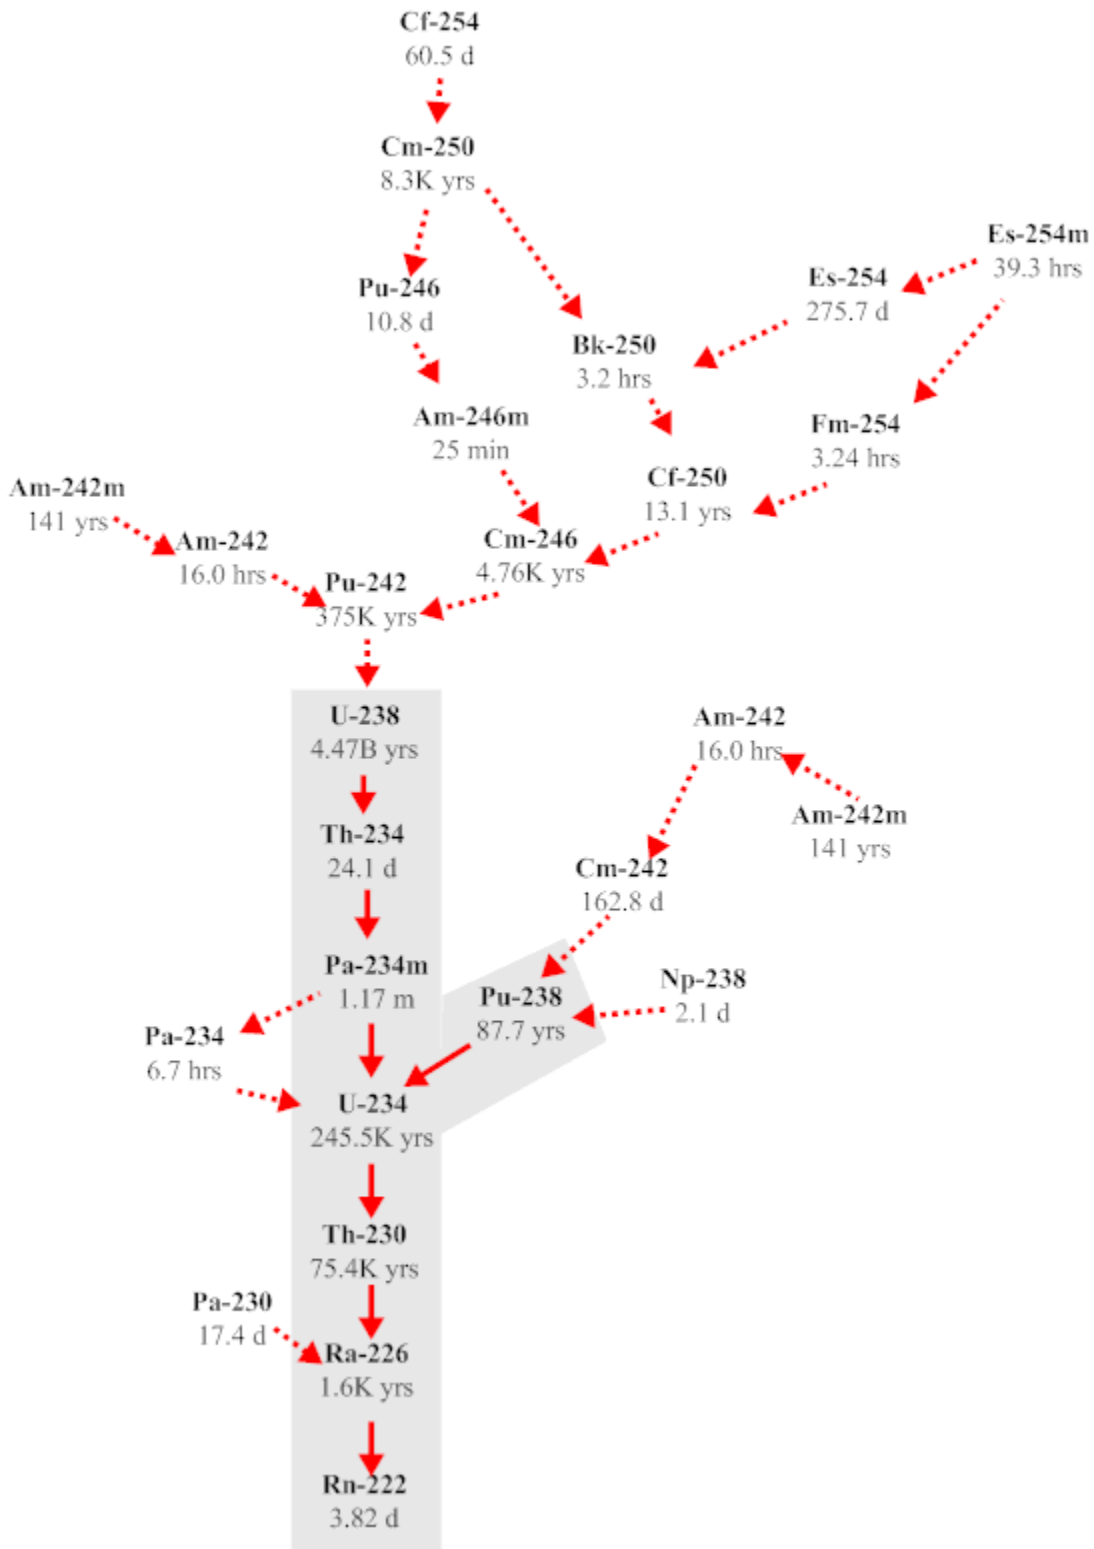 Cf-254
60.5 d
Cm-250
8.3K yrs
Es-254m
39.3 hrs
Es-254
275.7 d
Pu-246
10.8 d
Bk-250
3.2 hrs
Am-246m
25 min
Fm-254
3.24 hrs
Cf-250
13.1 yrs
Am-242m
141 yrs
Am-242
16.0 hrs
Cm-246
4.76K yrs
Pu-242
375K yrs
U-238
4.47B yrs
Am-242
16.0 hrs
Am-242m
141 yrs
Th-234
24.1 d
Cm-242
162.8 d
Pa-234m
1.17 m
Np-238
2.1 d
Pu-238
87.7 yrs
Pa-234
6.7 hrs
U-234
245.5K yrs
Th-230
75.4K yrs
Pa-230
17.4 d
Ra-226
1.6K yrs
Rn-222
3.82 d